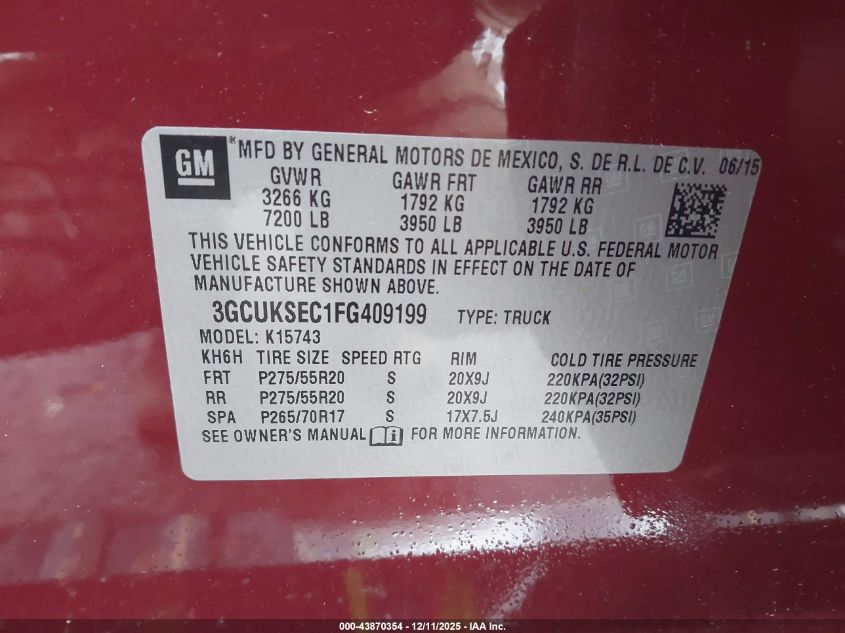 GM® MFD BY GENERAL MOTORS DE MEXICO, S. DE R.L. DE C.V. 06/15
GVWR GAWR FRT GAWR RR
3266 KG 1792 KG 1792 KG
7200 LB 3950 LB 3950 LB
THIS VEHICLE CONFORMS TO ALL APPLICABLE U.S. FEDERAL MOTOR
VEHICLE SAFETY STANDARDS IN EFFECT ON THE DATE OF
MANUFACTURE SHOWN ABOVE.
3GCUKSEC1FG409199 TYPE: TRUCK
MODEL: K15743
KH6H TIRE SIZE SPEED RTG RIM COLD TIRE PRESSURE
FRT P275/55R20 S 20X9J 220KPA(32PSI)
RR P275/55R20 S 20X9J 220KPA(32PSI)
SPA P265/70R17 S 17X7.5J 240KPA(35PSI)
SEE OWNER'S MANUAL FOR MORE INFORMATION.
000-43870354 - 12/11/2025 - IAA Inc.